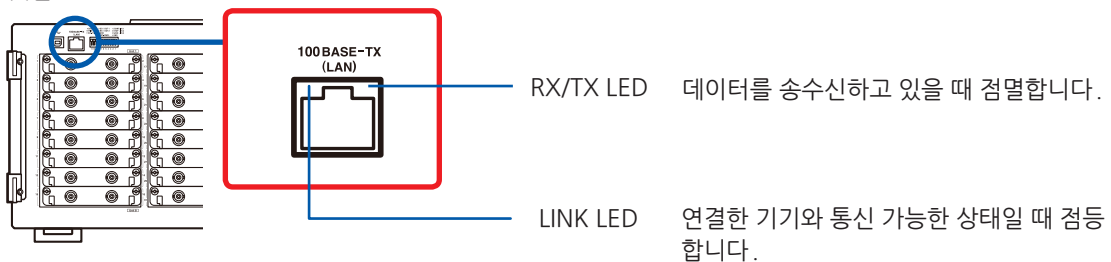 100BASE-TX
(LAN)
RX/TX LED 데이터를 송수신하고 있을 때 점멸합니다.
LINK LED 연결한 기기와 통신 가능한 상태일 때 점등
합니다.